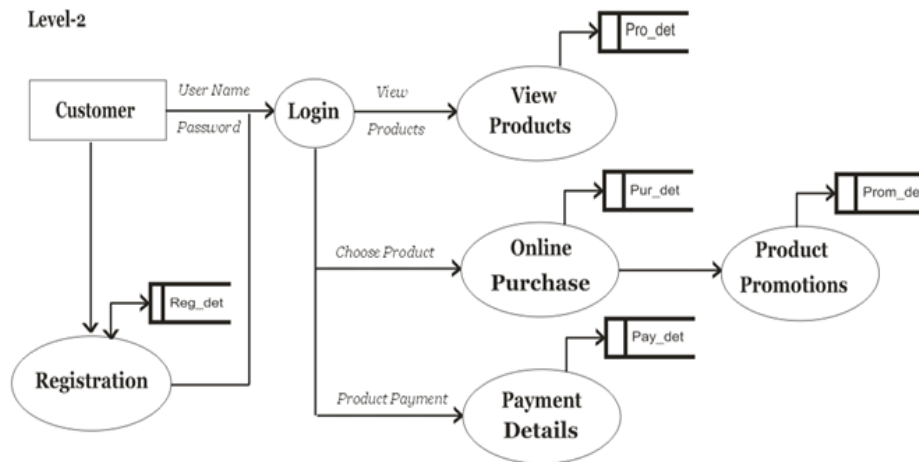 Level-2
Pro_det
Customer
User Name
Password
Login
View
Products
View
Products
Pur_det
Prom_de
Choose Product
Online
Purchase
Product
Promotions
Reg_det
Registration
Pay_det
Product Payment
Payment
Details